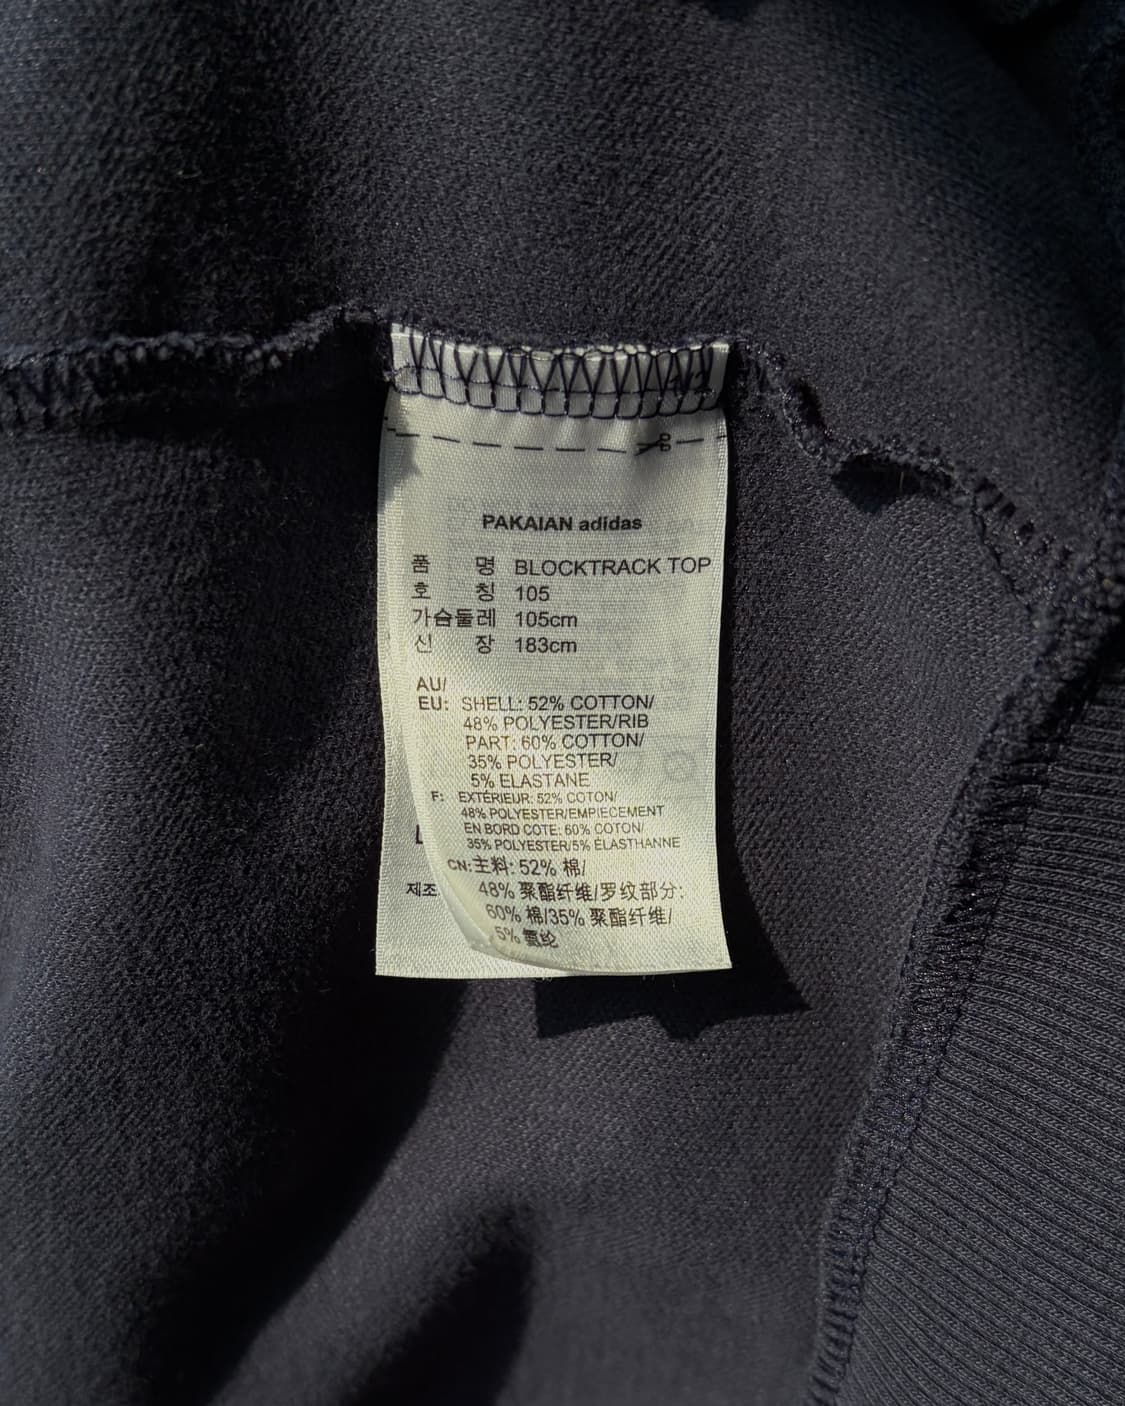 PAKAIAN adidas
품 명 BLOCKTRACK TOP
호 칭 105
가슴둘레 105cm
신 장 183cm
AU/
EU: SHELL: 52% COTTON/
48% POLYESTER/RIB
PART: 60% COTTON/
35% POLYESTER/
5% ELASTANE
F: EXTÉRIEUR: 52% COTON/
48% POLYESTER/EMPIECEMENT
EN BORD COTE: 60% COTON/
35% POLYESTER/5% ÉLASTHANNE
CN:主料: 52% 棉/
제조 48% 聚酯纤维/罗纹部分:
60% 棉/35% 聚酯纤维/
5% 氨纶